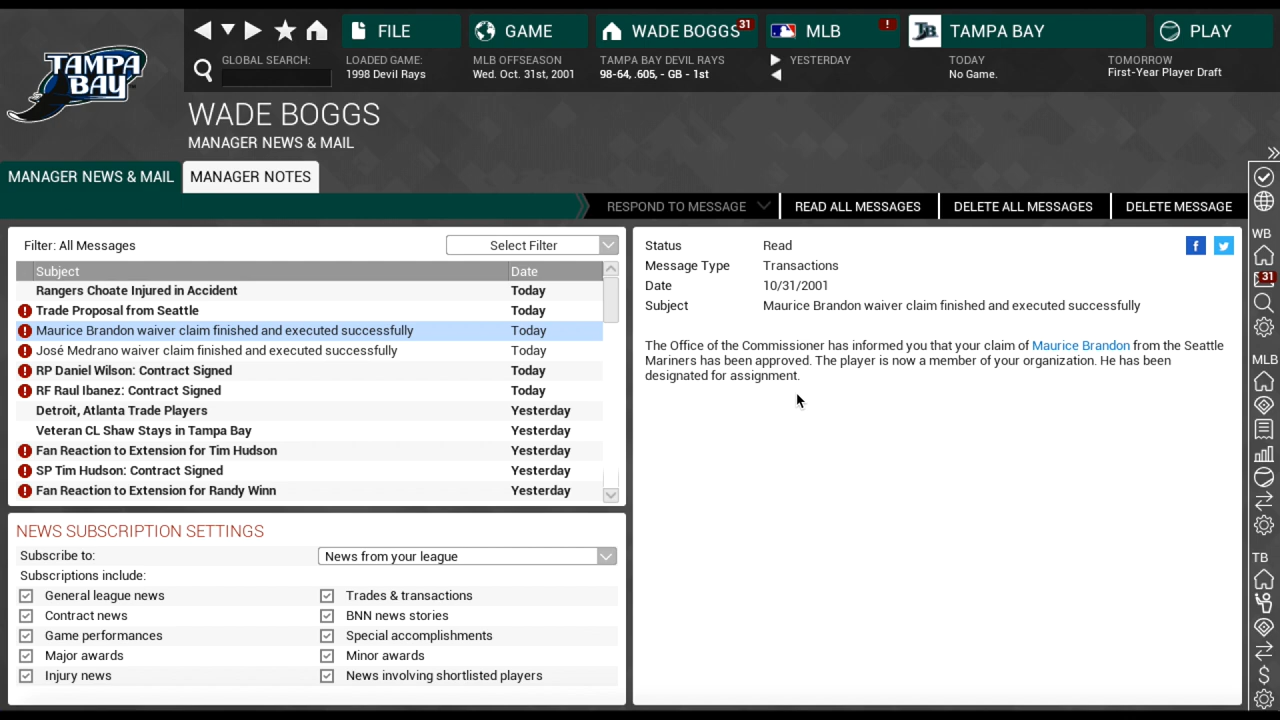 TAMPA BAY
FILE
GAME
WADE BOGGS 31
MLB !
TAMPA BAY
PLAY
GLOBAL SEARCH:
LOADED GAME:
1998 Devil Rays
MLB OFFSEASON
Wed. Oct. 31st, 2001
TAMPA BAY DEVIL RAYS
98-64, .605, - GB - 1st
YESTERDAY
TODAY
No Game.
TOMORROW
First-Year Player Draft
WADE BOGGS
MANAGER NEWS & MAIL
MANAGER NEWS & MAIL
MANAGER NOTES
RESPOND TO MESSAGE
READ ALL MESSAGES
DELETE ALL MESSAGES
DELETE MESSAGE
Filter: All Messages
Select Filter
Subject Date
Rangers Choate Injured in Accident Today
Trade Proposal from Seattle Today
Maurice Brandon waiver claim finished and executed successfully Today
José Medrano waiver claim finished and executed successfully Today
RP Daniel Wilson: Contract Signed Today
RF Raul Ibanez: Contract Signed Today
Detroit, Atlanta Trade Players Yesterday
Veteran CL Shaw Stays in Tampa Bay Yesterday
Fan Reaction to Extension for Tim Hudson Yesterday
SP Tim Hudson: Contract Signed Yesterday
Fan Reaction to Extension for Randy Winn Yesterday
NEWS SUBSCRIPTION SETTINGS
Subscribe to: News from your league
Subscriptions include:
General league news Trades & transactions
Contract news BNN news stories
Game performances Special accomplishments
Major awards Minor awards
Injury news News involving shortlisted players
Status Read
Message Type Transactions
Date 10/31/2001
Subject Maurice Brandon waiver claim finished and executed successfully
The Office of the Commissioner has informed you that your claim of Maurice Brandon from the Seattle
Mariners has been approved. The player is now a member of your organization. He has been
designated for assignment.
WB
31
MLB
TB